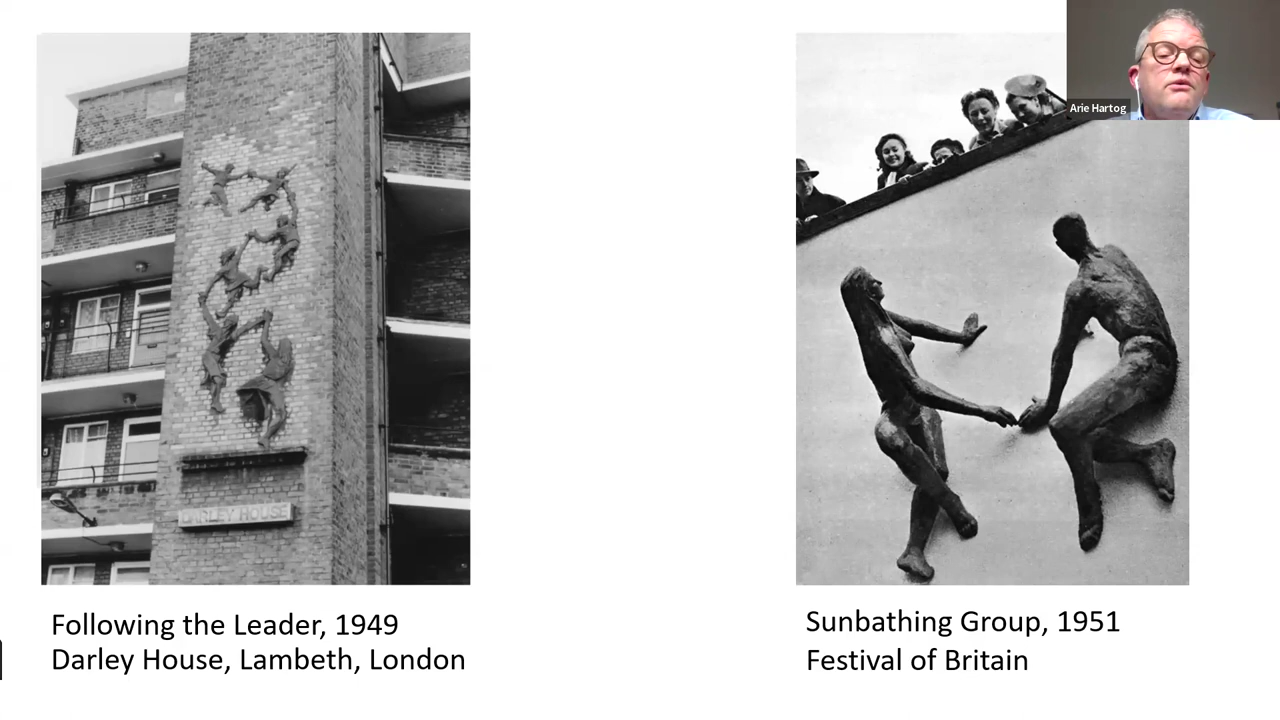 Arie Hartog
DARLEY HOUSE
Following the Leader, 1949
Darley House, Lambeth, London
Sunbathing Group, 1951
Festival of Britain